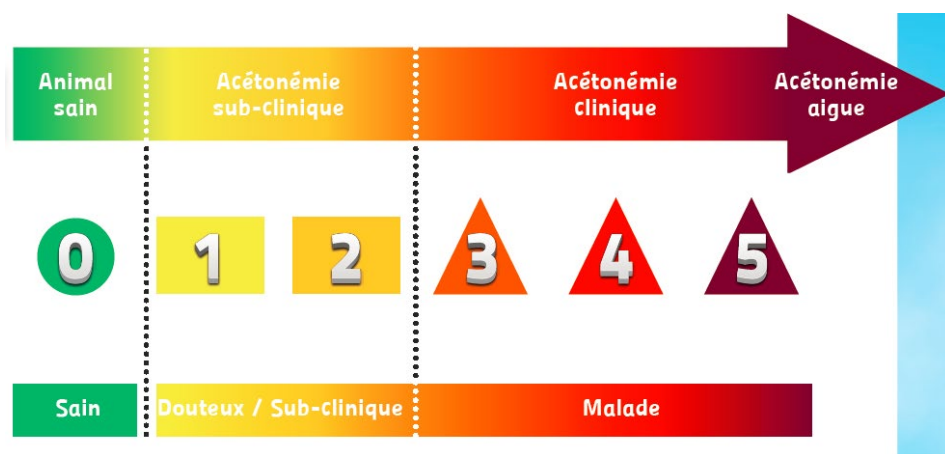 Animal
sain
Acétonémie
sub-clinique
Acétonémie
clinique
Acétonémie
aigue
0 1 2 3 4 5
Sain
Douteux / Sub-clinique
Malade